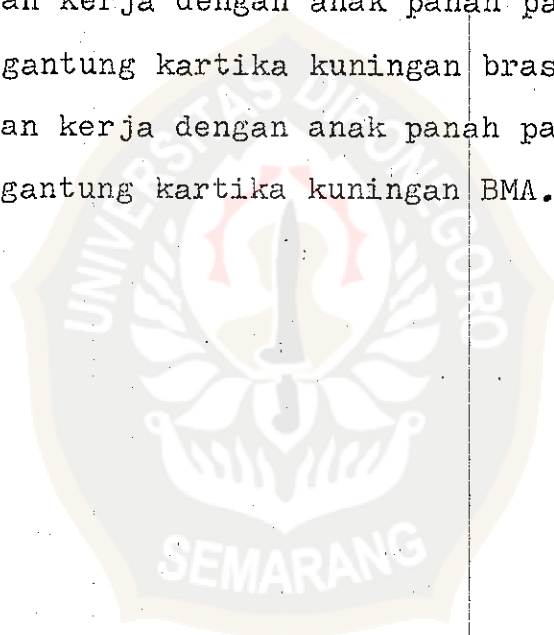 an kerja dengan anak panah pa
gantung kartika kuningan bras
an kerja dengan anak panah pa
gantung kartika kuningan BMA.
UNIVERSITAS DIPONEGORO
SEMARANG